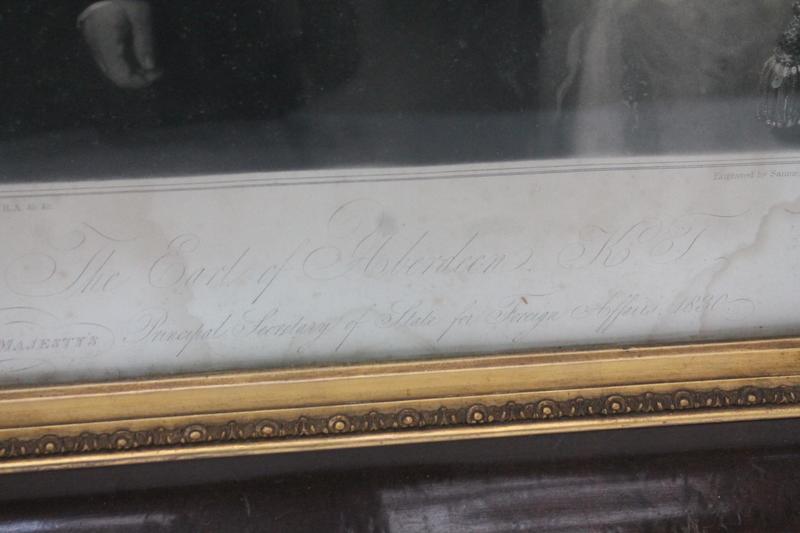 R.A. &c. &c.
Engraved by Samue
The Earl of Aberdeen. K.T.
MAJESTY'S Principal Secretary of State for Foreign Affairs, 1830.